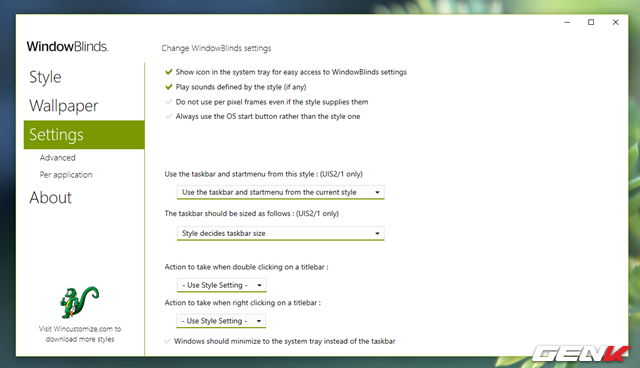 WindowBlinds.
Change WindowBlinds settings
Style
Wallpaper
Settings
Advanced
Per application
About
Visit Wincustomize.com to
download more styles
Show icon in the system tray for easy access to WindowBlinds settings
Play sounds defined by the style (if any)
Do not use per pixel frames even if the style supplies them
Always use the OS start button rather than the style one
Use the taskbar and startmenu from this style : (UIS2/1 only)
Use the taskbar and startmenu from the current style
The taskbar should be sized as follows : (UIS2/1 only)
Style decides taskbar size
Action to take when double clicking on a titlebar :
- Use Style Setting -
Action to take when right clicking on a titlebar :
- Use Style Setting -
Windows should minimize to the system tray instead of the taskbar
GENK